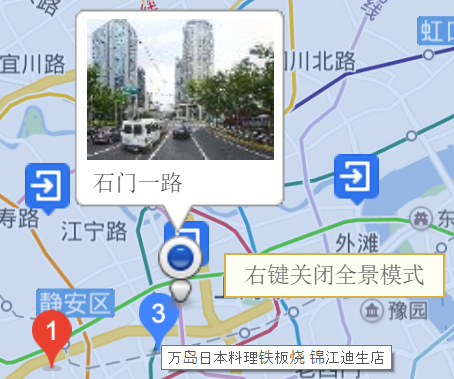 虹口
宜川路
川北路
石门一路
寿路
江宁路
外滩
东
右键关闭全景模式
静安区
豫园
1
3
万岛日本料理铁板烧 锦江迪生店